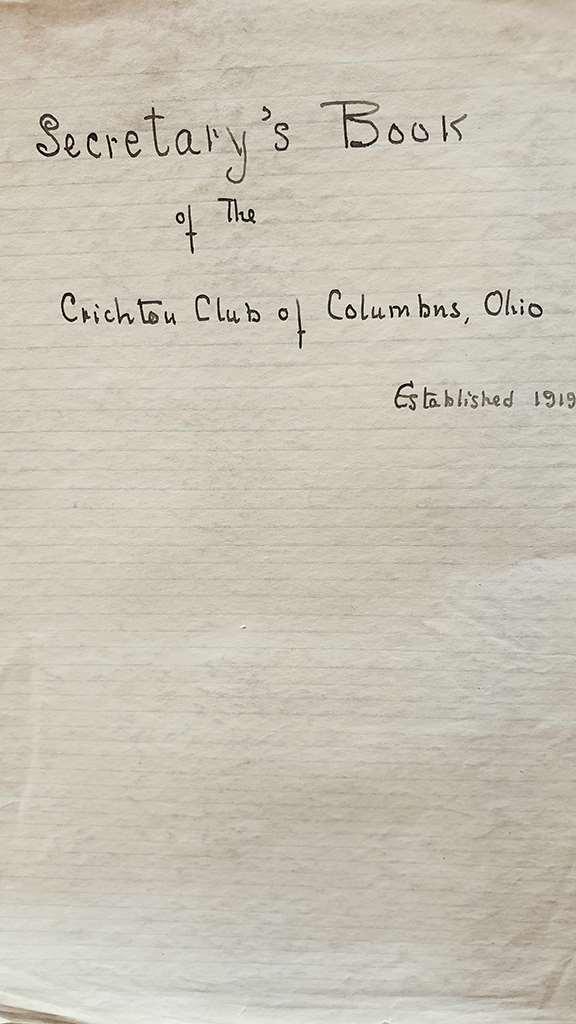 Secretary's Book
of The
Crichton Club of Columbus, Ohio
Established 1919